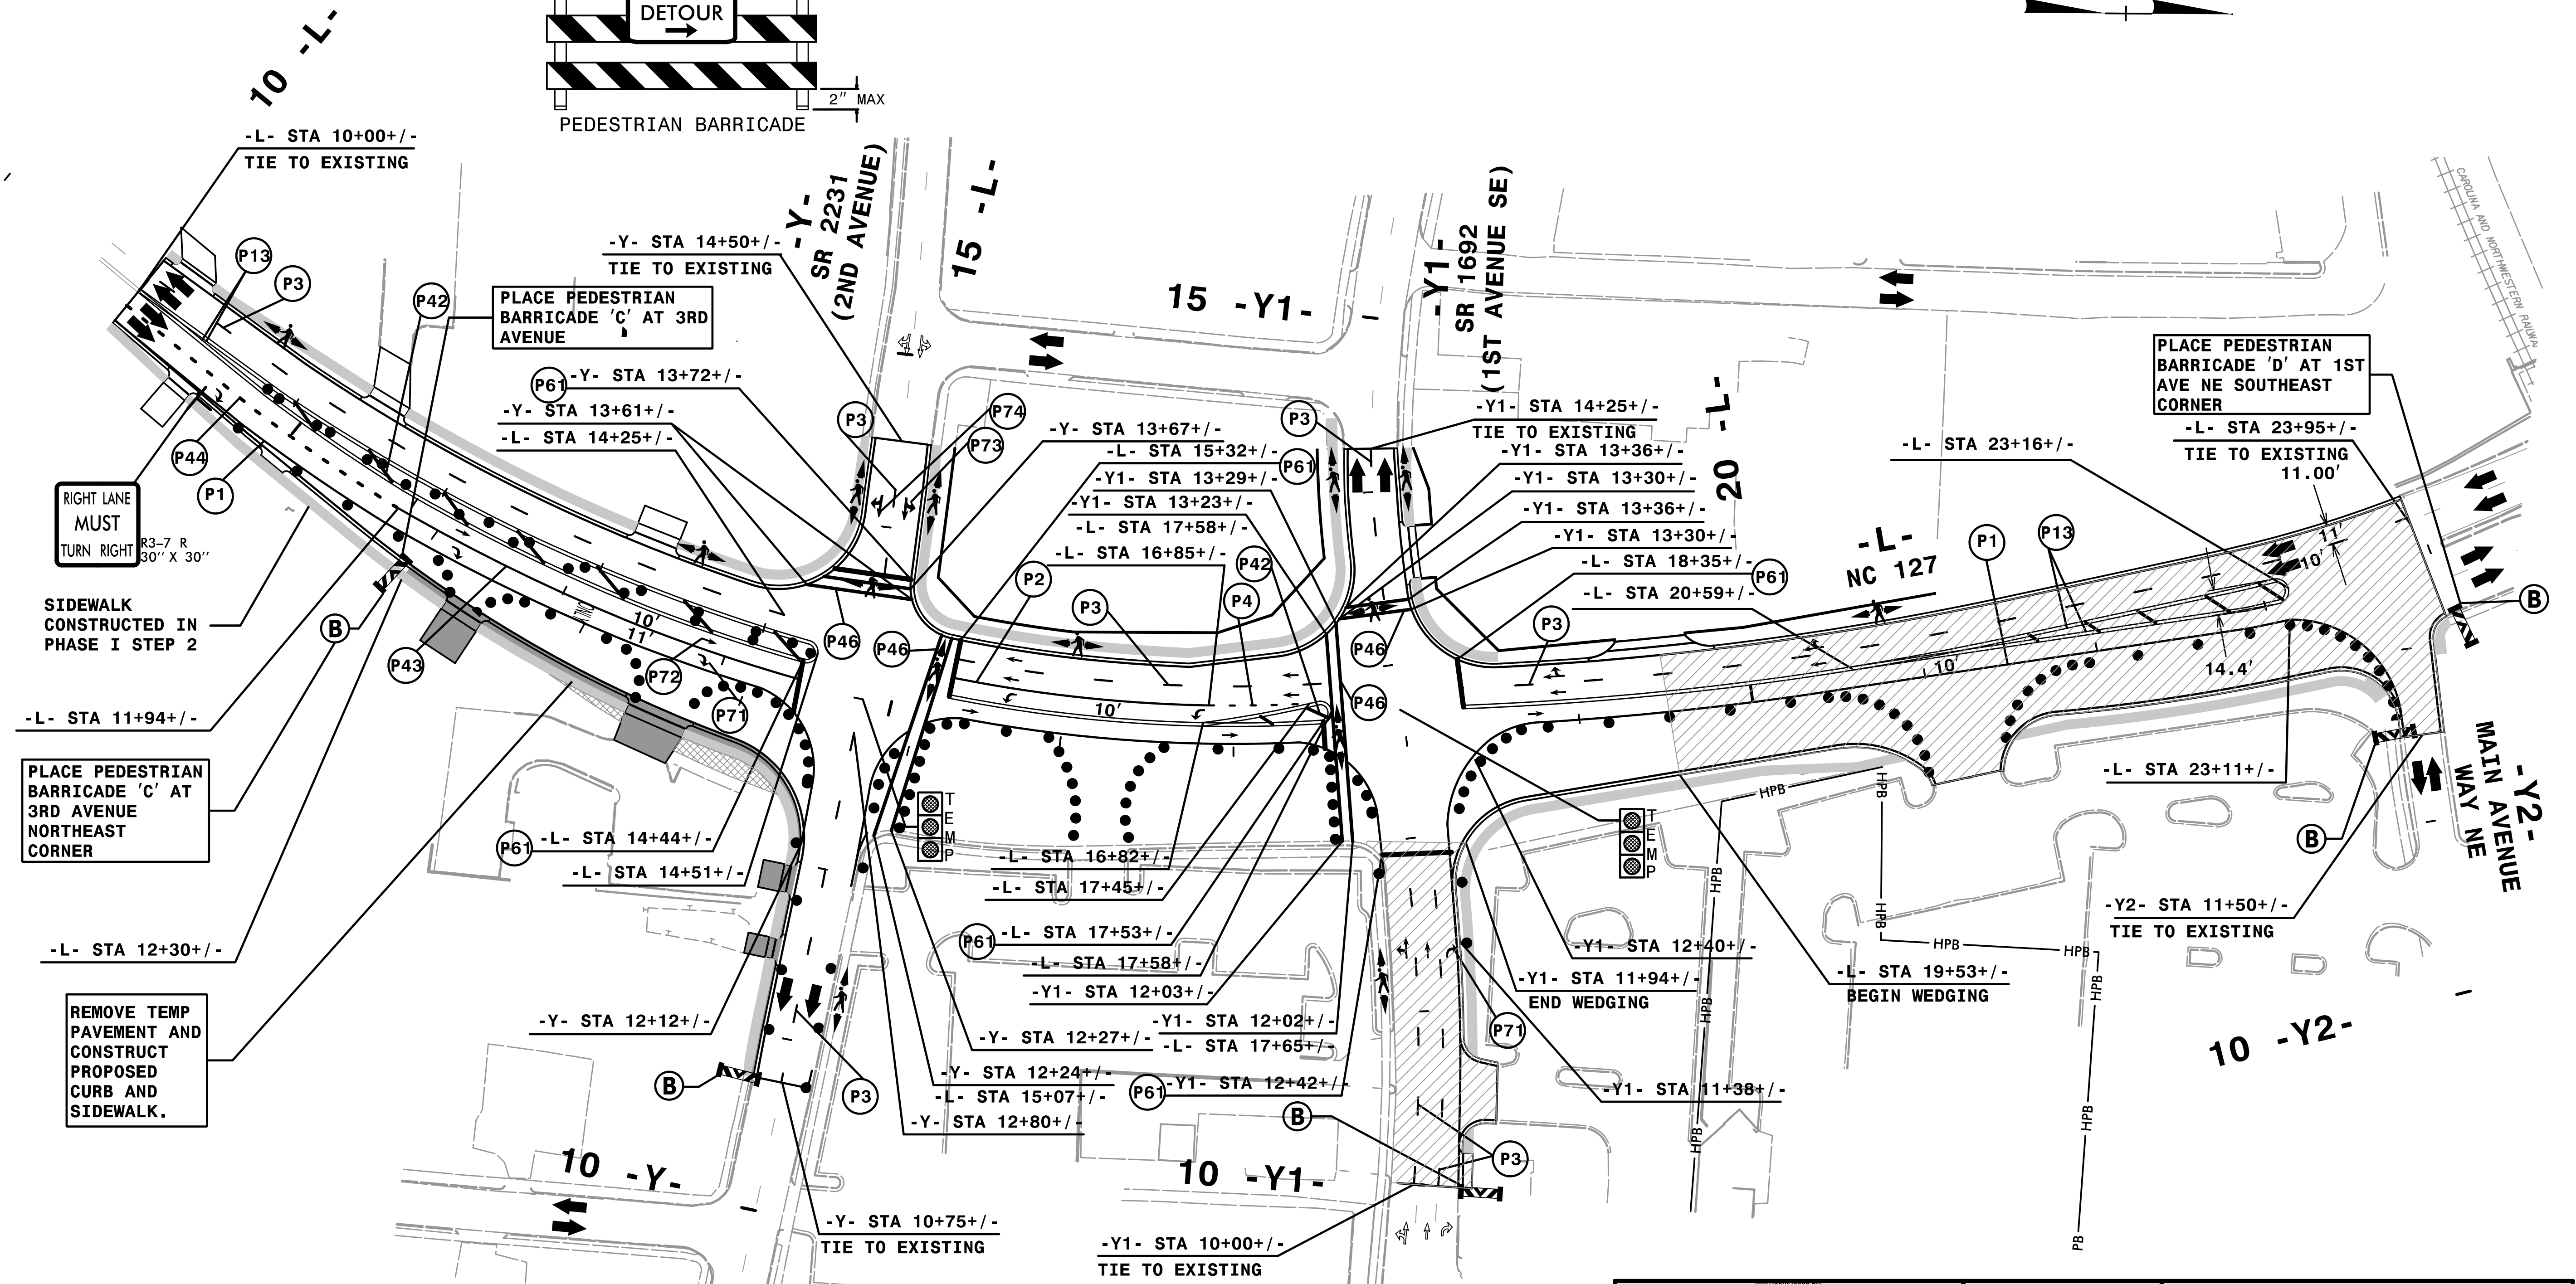 DETOUR
2" MAX
PEDESTRIAN BARRICADE
10 -L-
-L- STA 10+00+/-
TIE TO EXISTING
P13
P3
P42
PLACE PEDESTRIAN
BARRICADE 'C' AT 3RD
AVENUE
-Y- STA 14+50+/-
TIE TO EXISTING
-Y-
SR 2231
(2ND AVENUE)
15 -L-
15 -Y1-
-Y1-
SR 1692
(1ST AVENUE SE)
CAROLINA AND NORTHWESTERN RAILWAY
P61
-Y- STA 13+72+/-
-Y- STA 13+61+/-
-L- STA 14+25+/-
P3
P74
P73
-Y- STA 13+67+/-
-L- STA 15+32+/-
P61
-Y1- STA 13+29+/-
-Y1- STA 13+23+/-
-L- STA 17+58+/-
-L- STA 16+85+/-
P42
P2
P3
P4
P3
-Y1- STA 14+25+/-
TIE TO EXISTING
-Y1- STA 13+36+/-
-Y1- STA 13+30+/-
-Y1- STA 13+36+/-
-Y1- STA 13+30+/-
-L- STA 18+35+/-
P61
-L- STA 20+59+/-
20 -L-
-L-
NC 127
P1
P13
-L- STA 23+16+/-
PLACE PEDESTRIAN
BARRICADE 'D' AT 1ST
AVE NE SOUTHEAST
CORNER
-L- STA 23+95+/-
TIE TO EXISTING
11.00'
11'
10'
B
P44
P1
RIGHT LANE
MUST
TURN RIGHT
R3-7 R
30" X 30"
SIDEWALK
CONSTRUCTED IN
PHASE I STEP 2
B
P43
10'
11'
P72
P71
P46
P46
P46
P46
P3
10'
10'
14.4'
-L- STA 11+94+/-
PLACE PEDESTRIAN
BARRICADE 'C' AT
3RD AVENUE
NORTHEAST
CORNER
P61
-L- STA 14+44+/-
-L- STA 14+51+/-
TEMP
TEMP
-L- STA 16+82+/-
-L- STA 17+45+/-
P61
-L- STA 17+53+/-
-L- STA 17+58+/-
-Y1- STA 12+03+/-
-L- STA 23+11+/-
B
MAIN AVENUE
WAY NE
-Y2-
-L- STA 12+30+/-
REMOVE TEMP
PAVEMENT AND
CONSTRUCT
PROPOSED
CURB AND
SIDEWALK.
-Y- STA 12+12+/-
-Y- STA 12+27+/-
-Y1- STA 12+02+/-
-L- STA 17+65+/-
-Y- STA 12+24+/-
-L- STA 15+07+/-
P61
-Y1- STA 12+42+/-
-Y- STA 12+80+/-
-Y1- STA 12+40+/-
-Y1- STA 11+94+/-
END WEDGING
P71
-L- STA 19+53+/-
BEGIN WEDGING
-Y1- STA 11+38+/-
-Y2- STA 11+50+/-
TIE TO EXISTING
HPB
HPB
HPB
HPB
HPB
HPB
HPB
HPB
HPB
HPB
PB
10 -Y2-
B
P3
B
P3
10 -Y-
10 -Y1-
-Y- STA 10+75+/-
TIE TO EXISTING
-Y1- STA 10+00+/-
TIE TO EXISTING